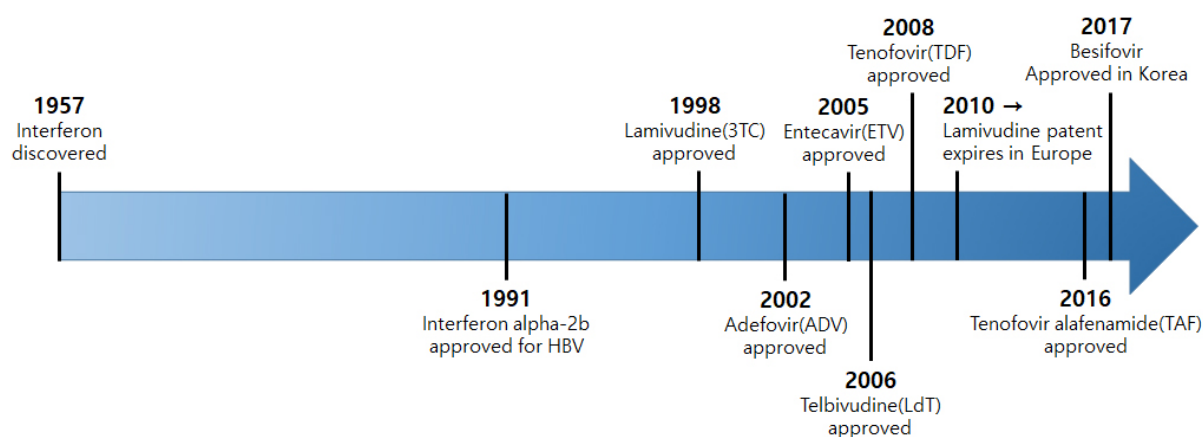 1957
Interferon
discovered
1991
Interferon alpha-2b
approved for HBV
1998
Lamivudine(3TC)
approved
2002
Adefovir(ADV)
approved
2005
Entecavir(ETV)
approved
2006
Telbivudine(LdT)
approved
2008
Tenofovir(TDF)
approved
2010 →
Lamivudine patent
expires in Europe
2016
Tenofovir alafenamide(TAF)
approved
2017
Besifovir
Approved in Korea